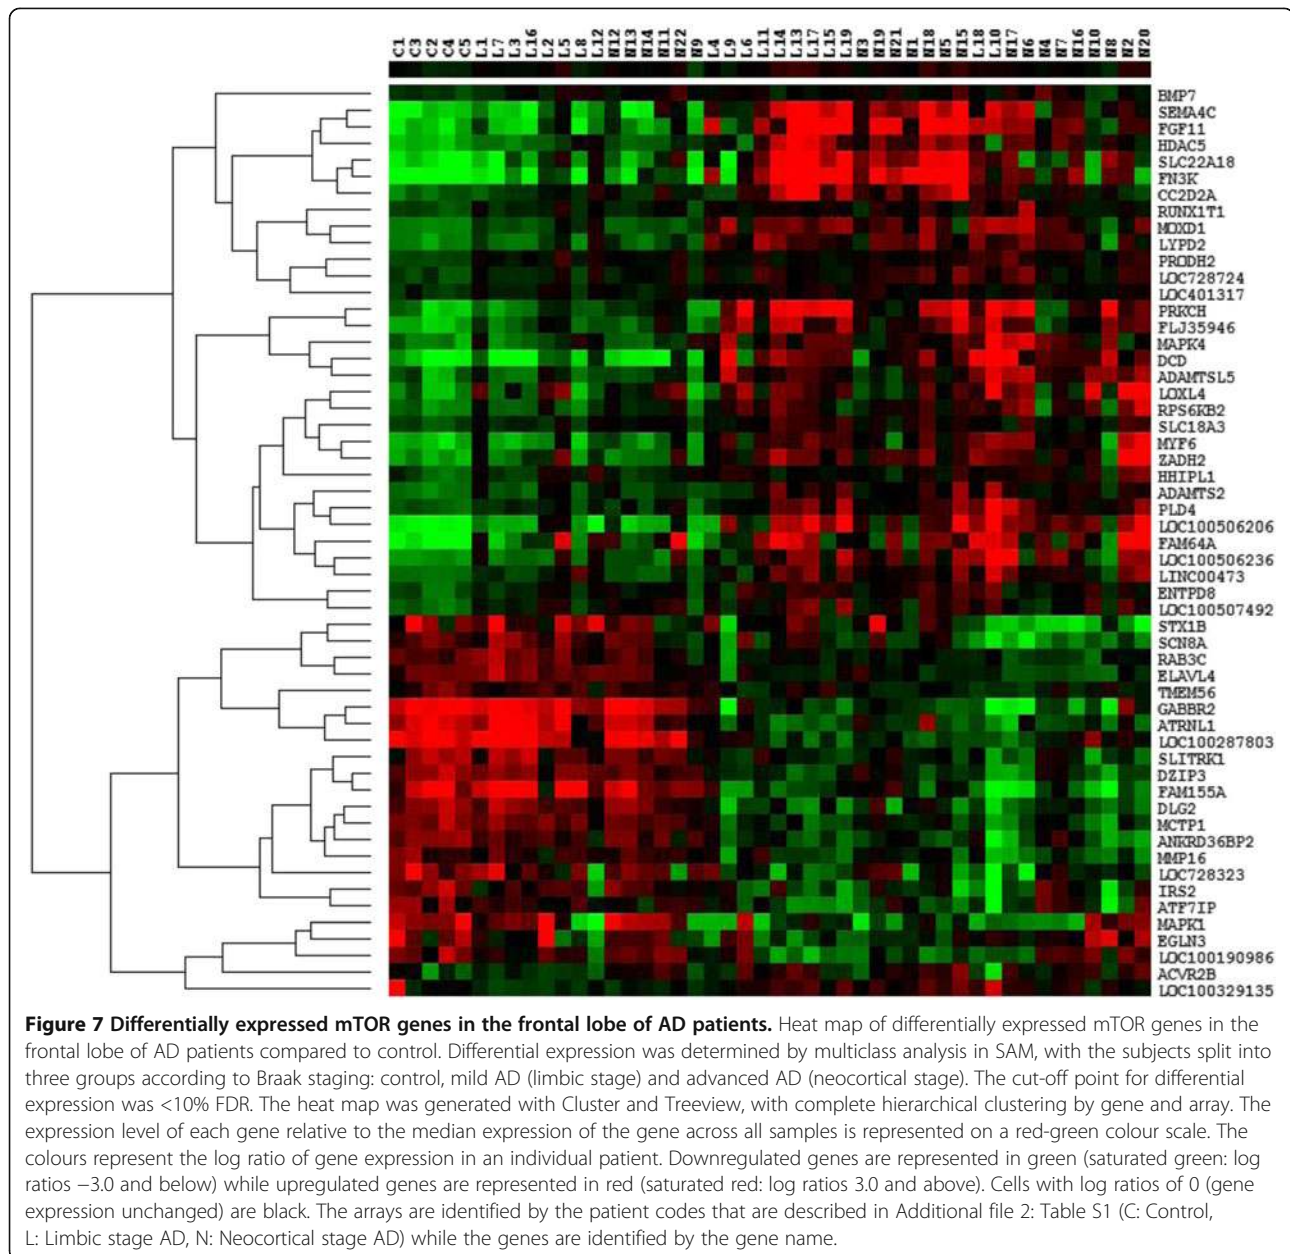 C1 C3 C2 C4 C5 L1 L7 L3 L16 L2 L5 L8 L12 N12 N13 N14 N11 N22 N9 L4 L9 L6 L11 L14 L13 L17 L15 L19 N3 N19 N21 N1 N18 N5 N15 L18 L10 N17 N6 N4 N7 N16 N10 N8 N2 N20
BMP7
SEMA4C
FGF11
HDAC5
SLC22A18
FN3K
CC2D2A
RUNX1T1
MOXD1
LYPD2
PRODH2
LOC728724
LOC401317
PRKCH
FLJ35946
MAPK4
DCD
ADAMTSL5
LOXL4
RPS6KB2
SLC18A3
MYF6
ZADH2
HHIPL1
ADAMTS2
PLD4
LOC100506206
FAM64A
LOC100506236
LINC00473
ENTPD8
LOC100507492
STX1B
SCN8A
RAB3C
ELAVL4
TMEM56
GABBR2
ATRNL1
LOC100287803
SLITRK1
DZIP3
FAM155A
DLG2
MCTP1
ANKRD36BP2
MMP16
LOC728323
IRS2
ATF7IP
MAPK1
EGLN3
LOC100190986
ACVR2B
LOC100329135
Figure 7 Differentially expressed mTOR genes in the frontal lobe of AD patients. Heat map of differentially expressed mTOR genes in the
frontal lobe of AD patients compared to control. Differential expression was determined by multiclass analysis in SAM, with the subjects split into
three groups according to Braak staging: control, mild AD (limbic stage) and advanced AD (neocortical stage). The cut-off point for differential
expression was <10% FDR. The heat map was generated with Cluster and Treeview, with complete hierarchical clustering by gene and array. The
expression level of each gene relative to the median expression of the gene across all samples is represented on a red-green colour scale. The
colours represent the log ratio of gene expression in an individual patient. Downregulated genes are represented in green (saturated green: log
ratios −3.0 and below) while upregulated genes are represented in red (saturated red: log ratios 3.0 and above). Cells with log ratios of 0 (gene
expression unchanged) are black. The arrays are identified by the patient codes that are described in Additional file 2: Table S1 (C: Control,
L: Limbic stage AD, N: Neocortical stage AD) while the genes are identified by the gene name.